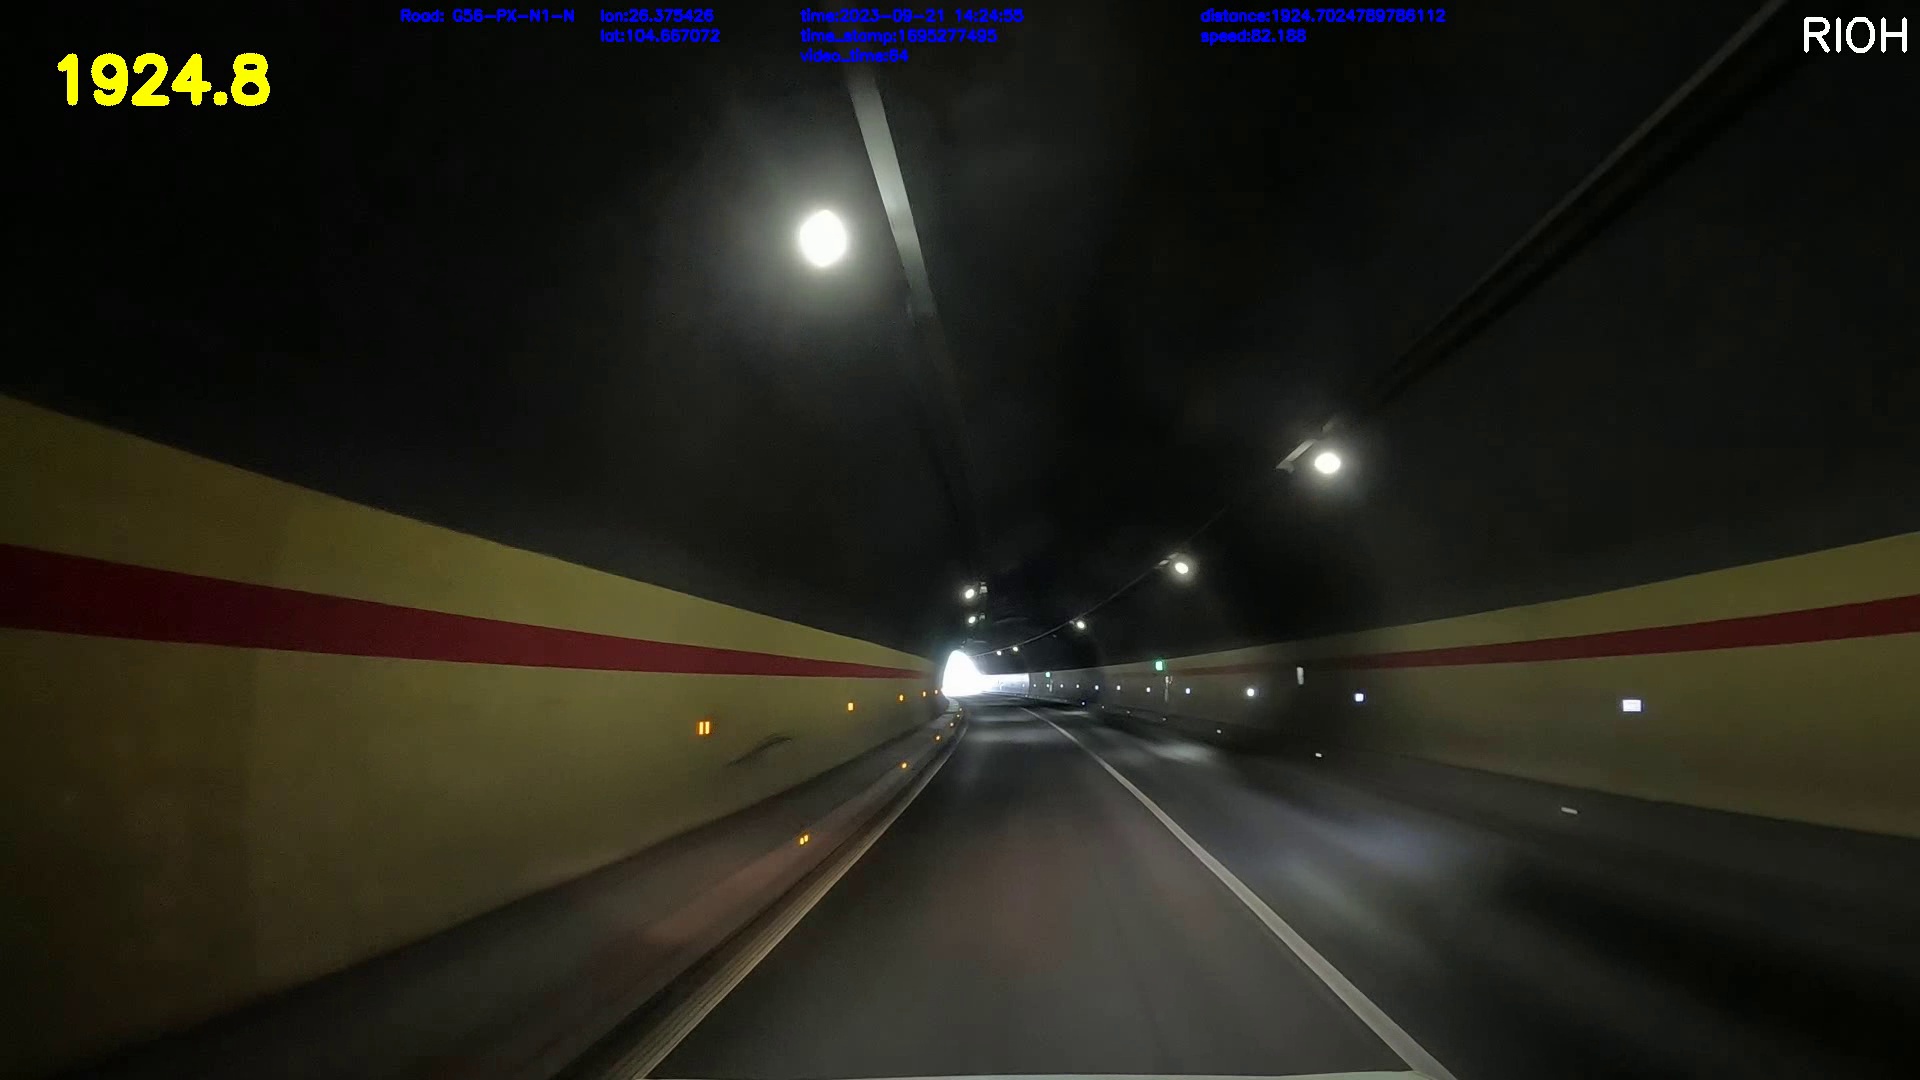 Road: G56-PX-N1-N lon:26.375426 time:2023-09-21 14:24:55 distance:1924.7024789786112
lat:104.667072 time_stamp:1695277495 speed:82.188
video_time:84
1924.8
RIOH